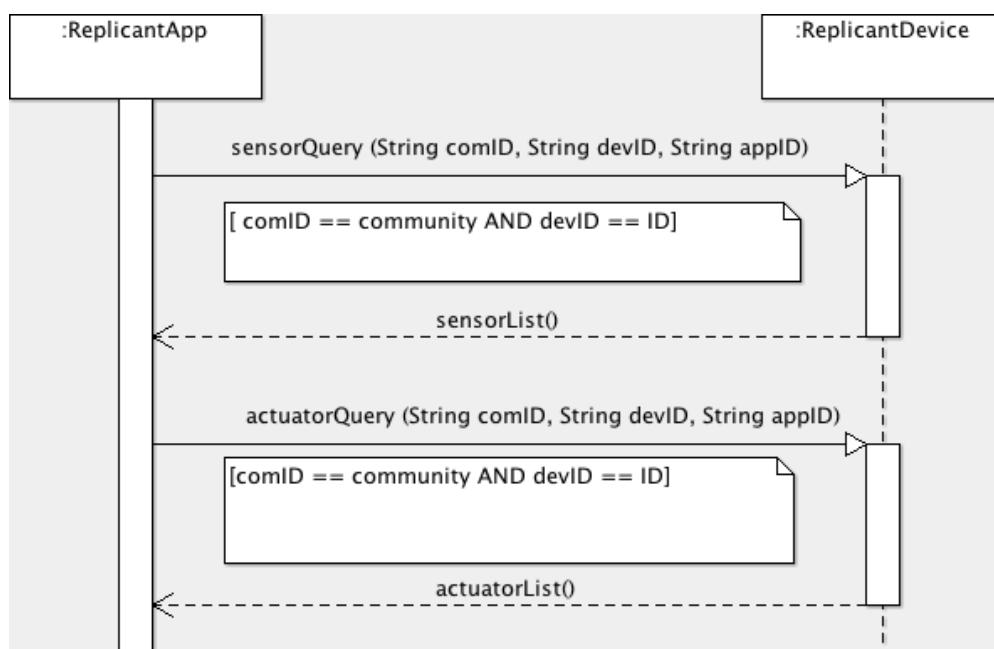 :ReplicantApp
:ReplicantDevice
sensorQuery (String comID, String devID, String appID)
[ comID == community AND devID == ID]
sensorList()
actuatorQuery (String comID, String devID, String appID)
[comID == community AND devID == ID]
actuatorList()